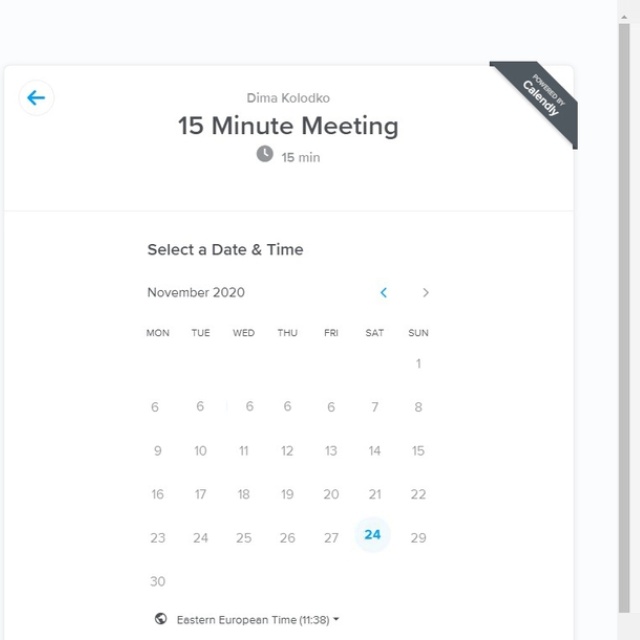 POWERED BY
Calendly
Dima Kolodko
15 Minute Meeting
15 min
Select a Date & Time
November 2020
MON TUE WED THU FRI SAT SUN
1
6 6 6 6 6 7 8
9 10 11 12 13 14 15
16 17 18 19 20 21 22
23 24 25 26 27 24 29
30
Eastern European Time (11:38)